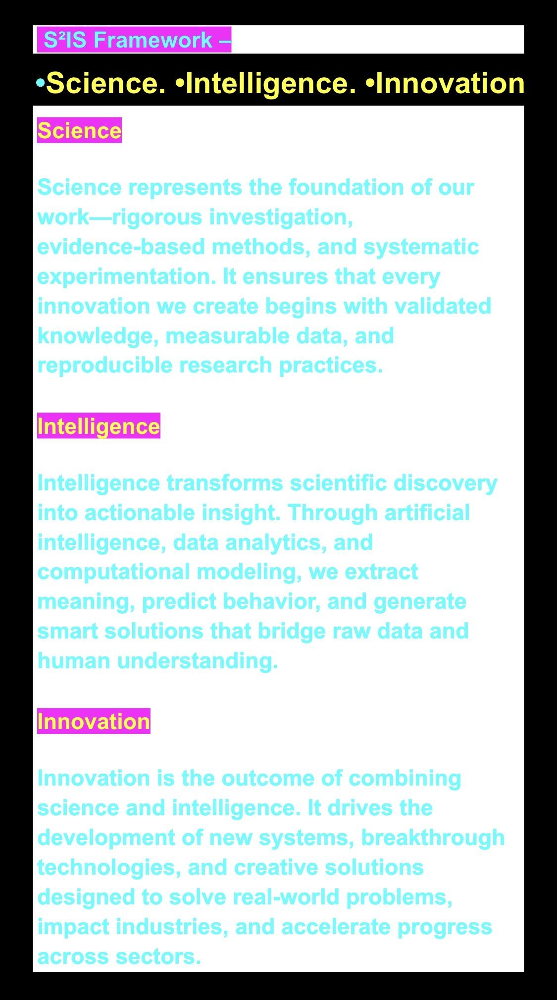 S²IS Framework –
•Science. •Intelligence. •Innovation
Science
Science represents the foundation of our
work—rigorous investigation,
evidence-based methods, and systematic
experimentation. It ensures that every
innovation we create begins with validated
knowledge, measurable data, and
reproducible research practices.
Intelligence
Intelligence transforms scientific discovery
into actionable insight. Through artificial
intelligence, data analytics, and
computational modeling, we extract
meaning, predict behavior, and generate
smart solutions that bridge raw data and
human understanding.
Innovation
Innovation is the outcome of combining
science and intelligence. It drives the
development of new systems, breakthrough
technologies, and creative solutions
designed to solve real-world problems,
impact industries, and accelerate progress
across sectors.